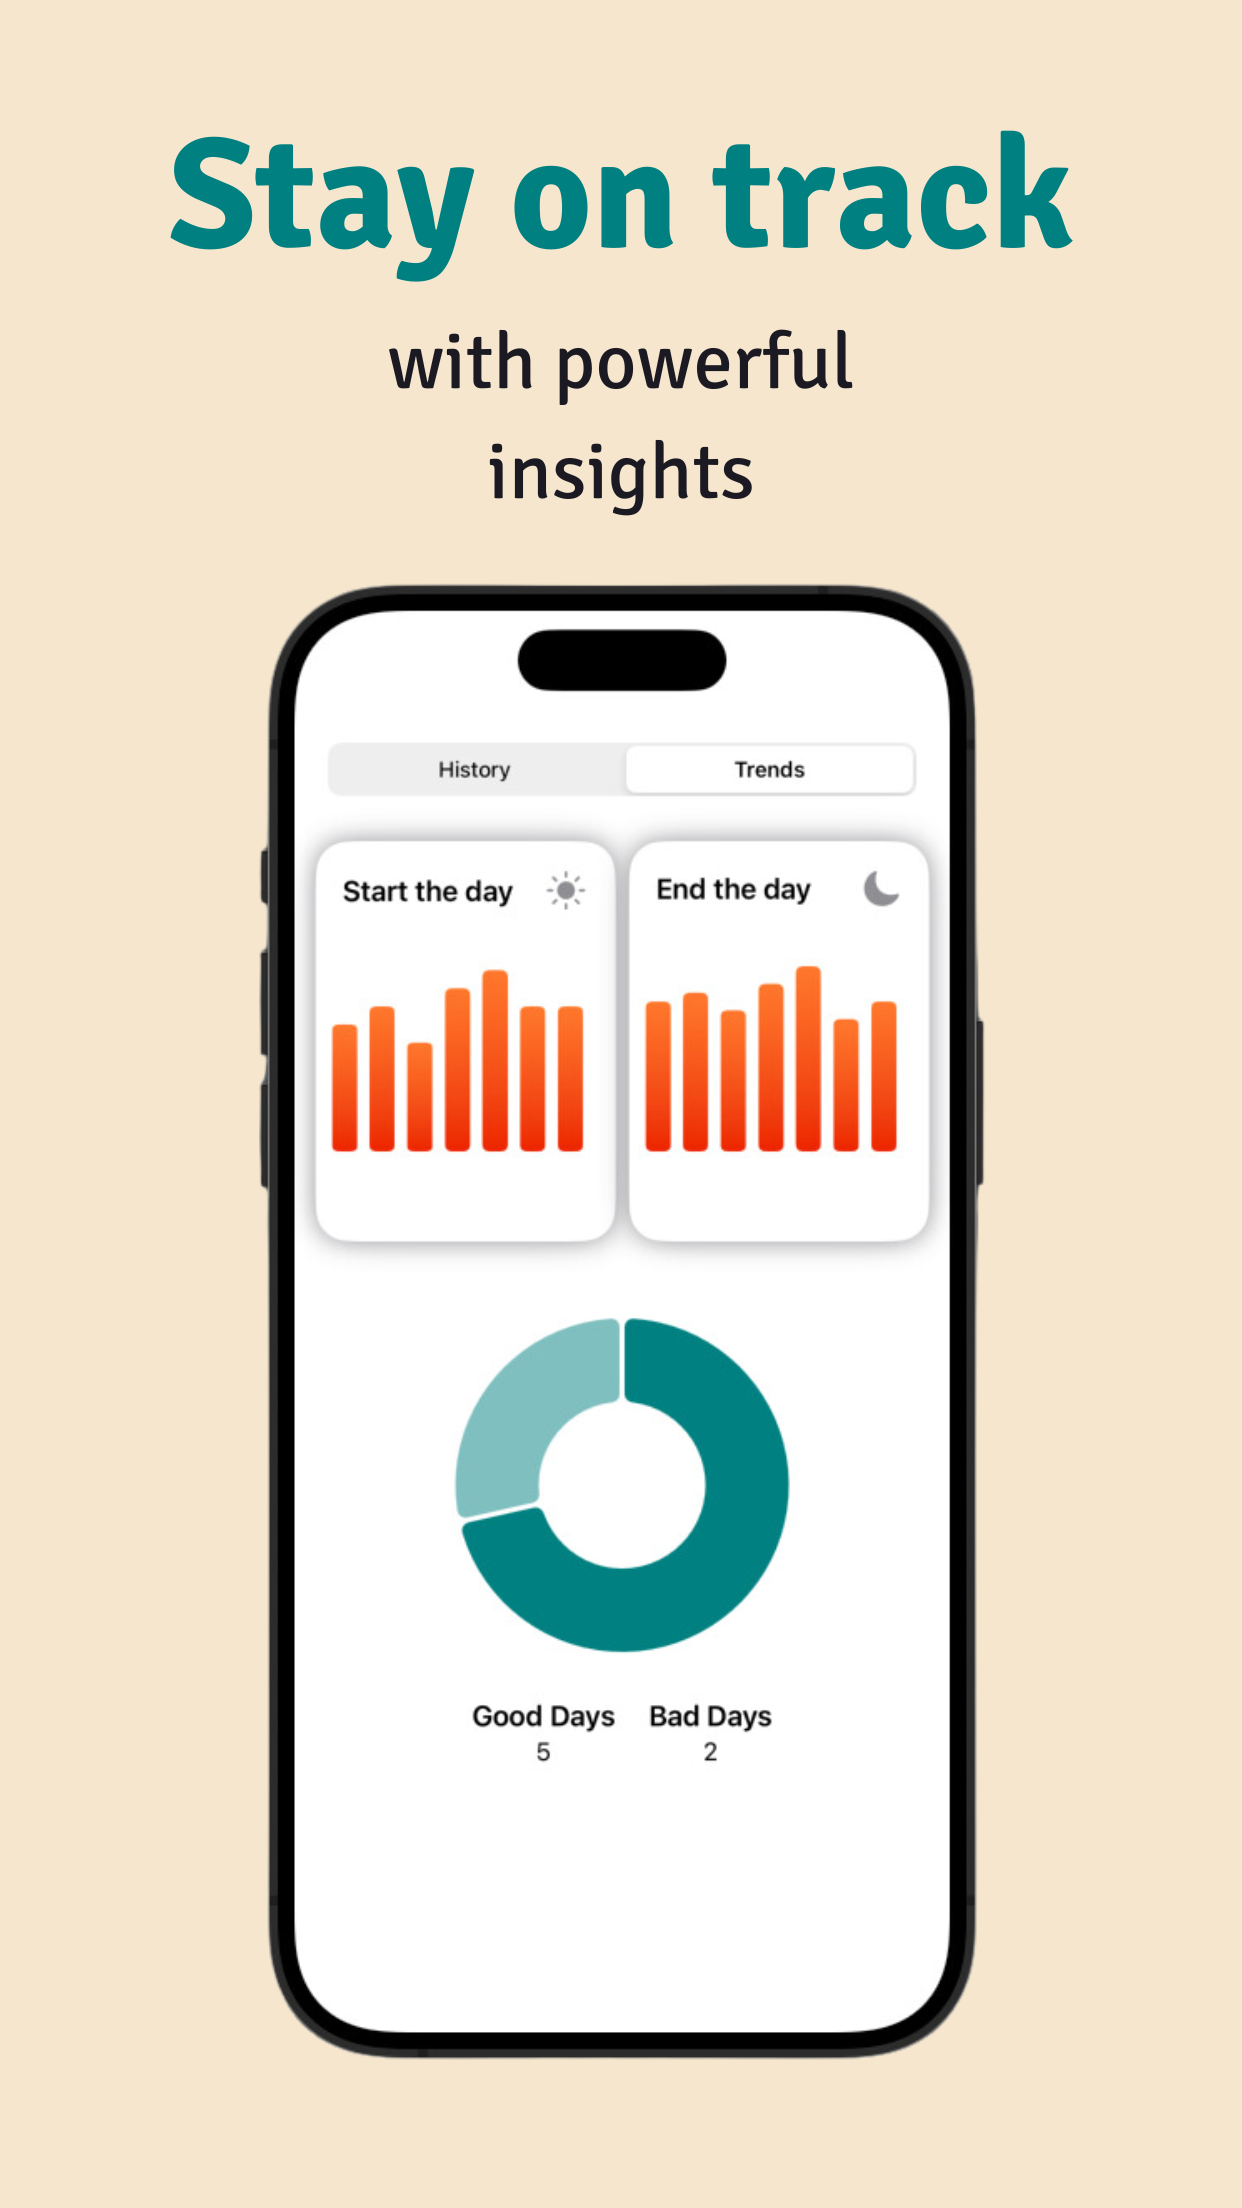 Stay on track
with powerful
insights
History Trends
Start the day End the day
Good Days Bad Days
5 2